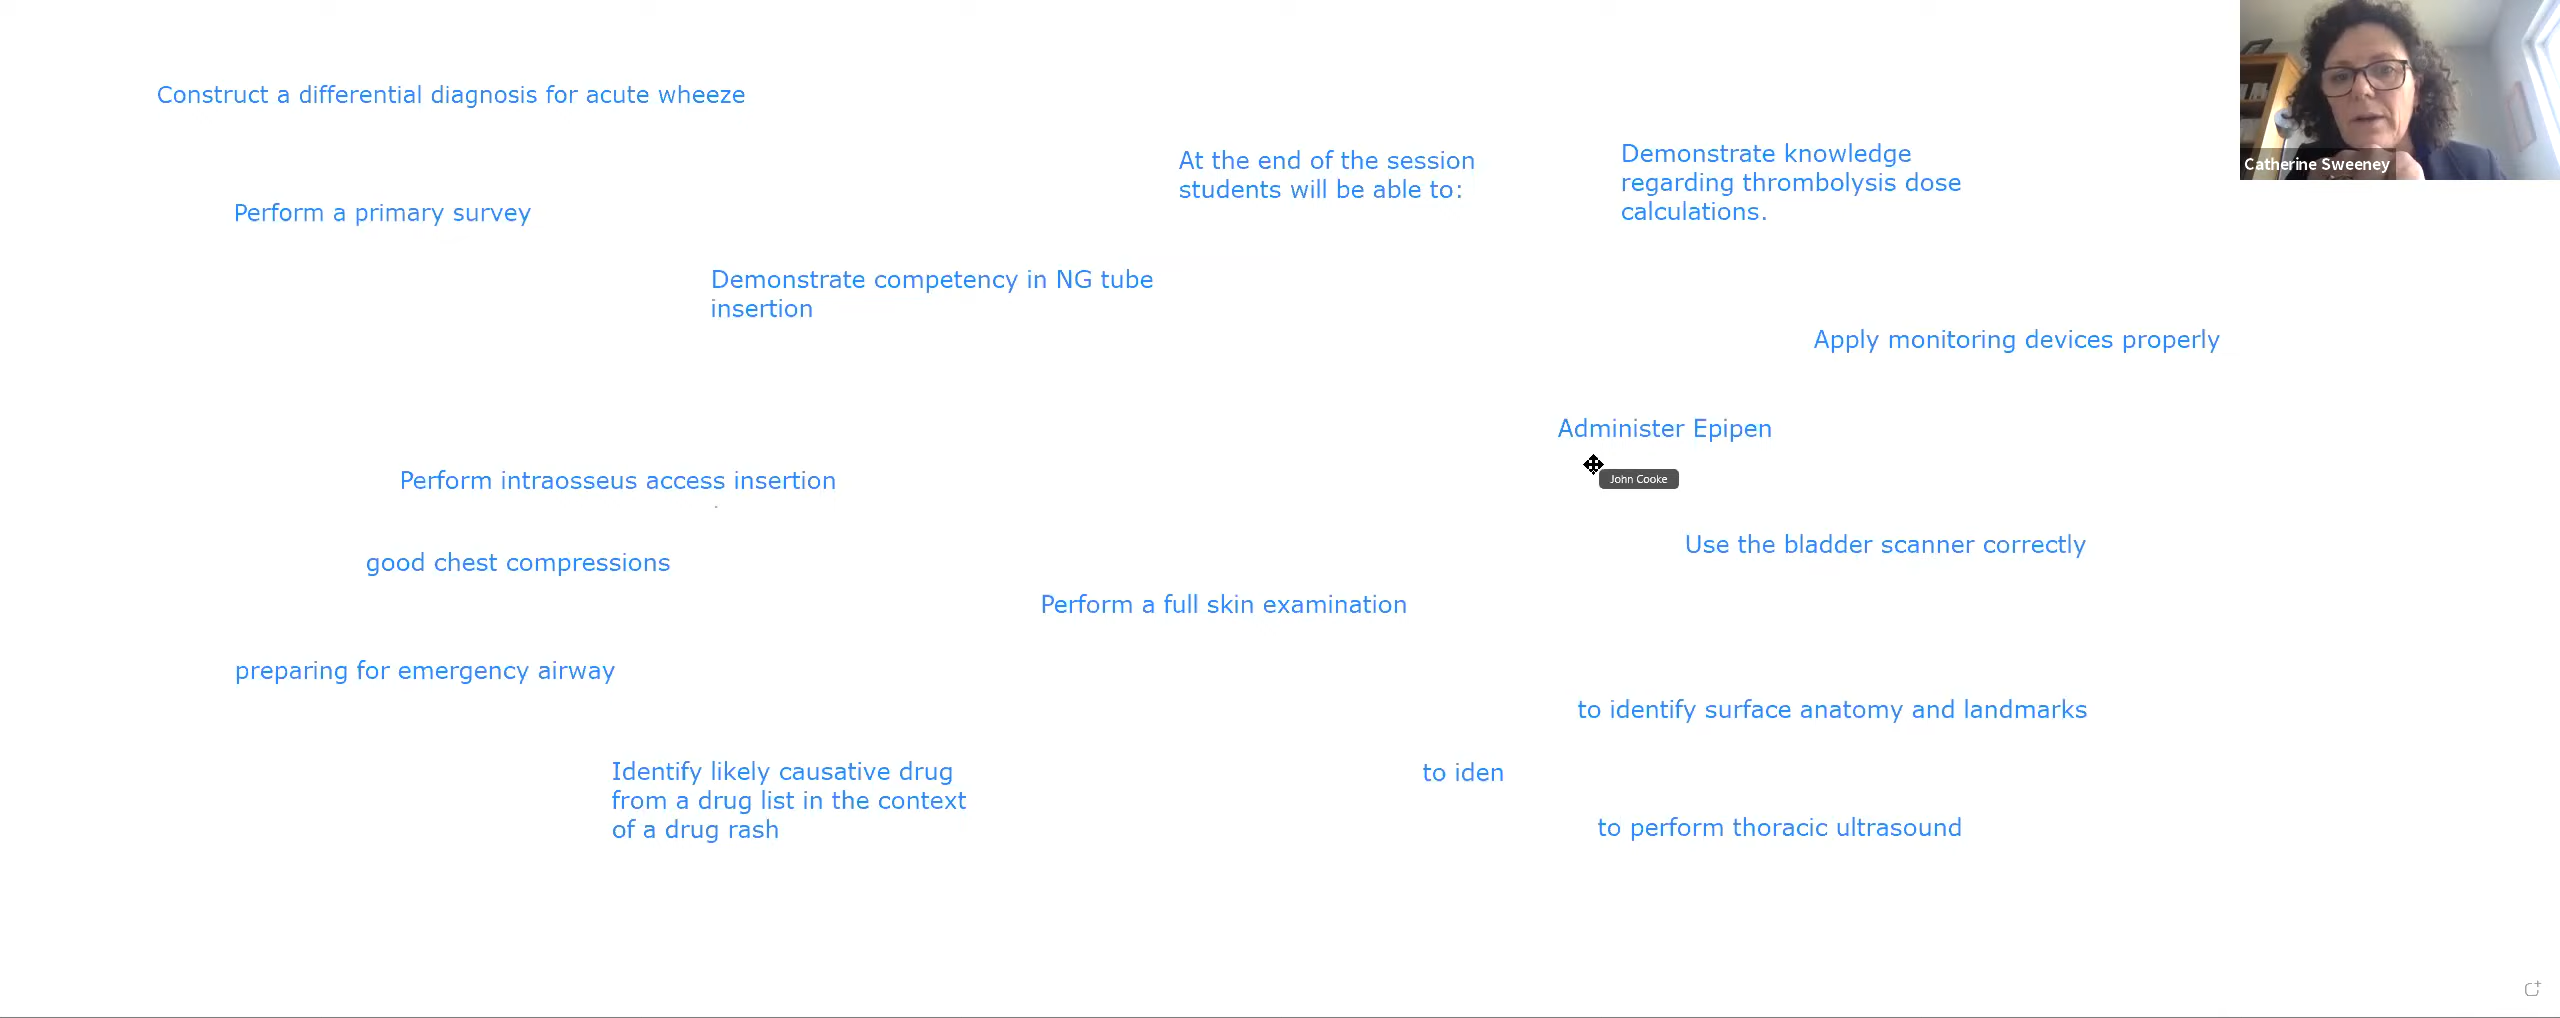 Construct a differential diagnosis for acute wheeze
Catherine Sweeney
At the end of the session
students will be able to:
Demonstrate knowledge
regarding thrombolysis dose
calculations.
Perform a primary survey
Demonstrate competency in NG tube
insertion
Apply monitoring devices properly
Administer Epipen
John Cooke
Perform intraosseus access insertion
Use the bladder scanner correctly
good chest compressions
Perform a full skin examination
preparing for emergency airway
to identify surface anatomy and landmarks
Identify likely causative drug
from a drug list in the context
of a drug rash
to iden
to perform thoracic ultrasound